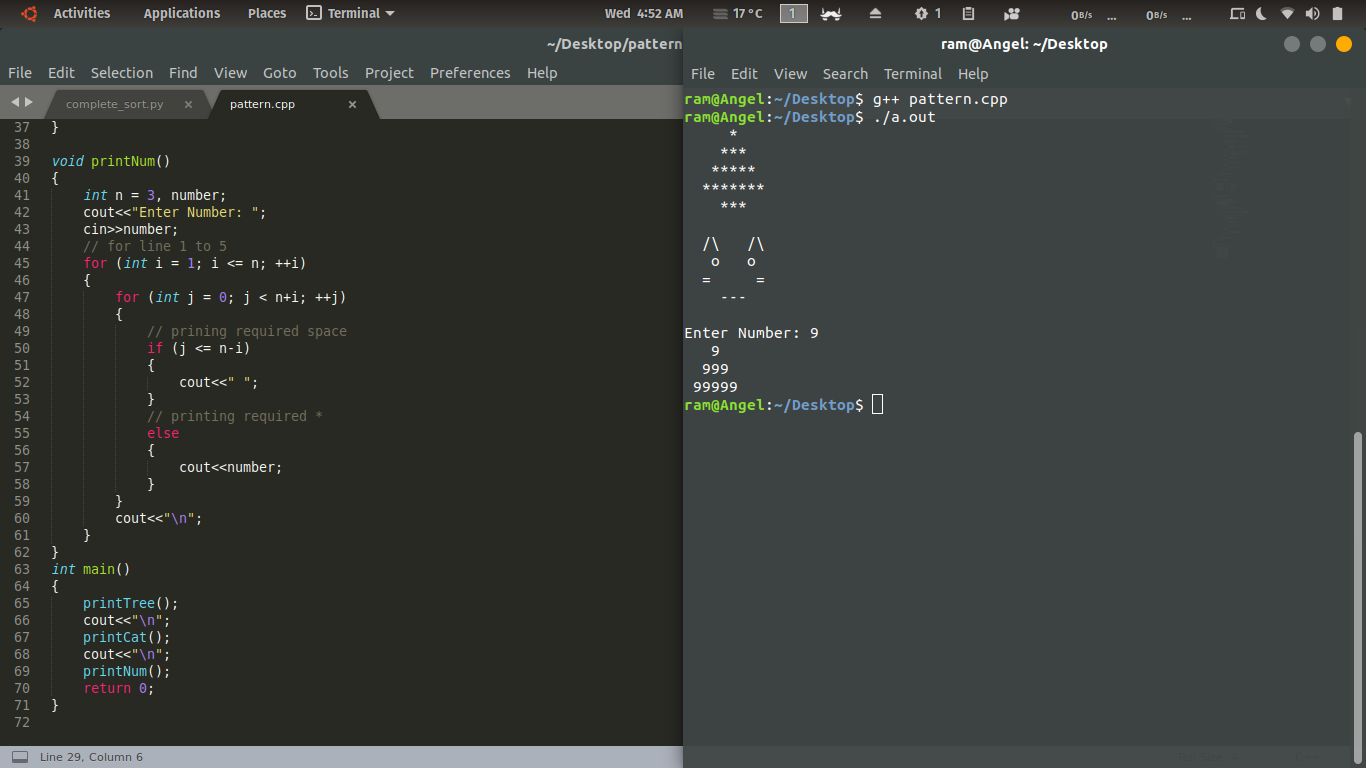 Activities Applications Places Terminal Wed 4:52 AM 17 °C 1 1 0B/s ... 0B/s ...
~/Desktop/pattern
File Edit Selection Find View Goto Tools Project Preferences Help
complete_sort.py × pattern.cpp ×
37 }
38
39 void printNum()
40 {
41     int n = 3, number;
42     cout<<"Enter Number: ";
43     cin>>number;
44     // for line 1 to 5
45     for (int i = 1; i <= n; ++i)
46     {
47         for (int j = 0; j < n+i; ++j)
48         {
49             // prining required space
50             if (j <= n-i)
51             {
52                 cout<<" ";
53             }
54             // printing required *
55             else
56             {
57                 cout<<number;
58             }
59         }
60         cout<<"\n";
61     }
62 }
63 int main()
64 {
65     printTree();
66     cout<<"\n";
67     printCat();
68     cout<<"\n";
69     printNum();
70     return 0;
71 }
72
Line 29, Column 6
ram@Angel: ~/Desktop
File Edit View Search Terminal Help
ram@Angel:~/Desktop$ g++ pattern.cpp
ram@Angel:~/Desktop$ ./a.out
     *
    ***
   *****
  *******
    ***
  /\   /\
   o   o
  =     =
    ---
Enter Number: 9
   9
  999
 99999
ram@Angel:~/Desktop$